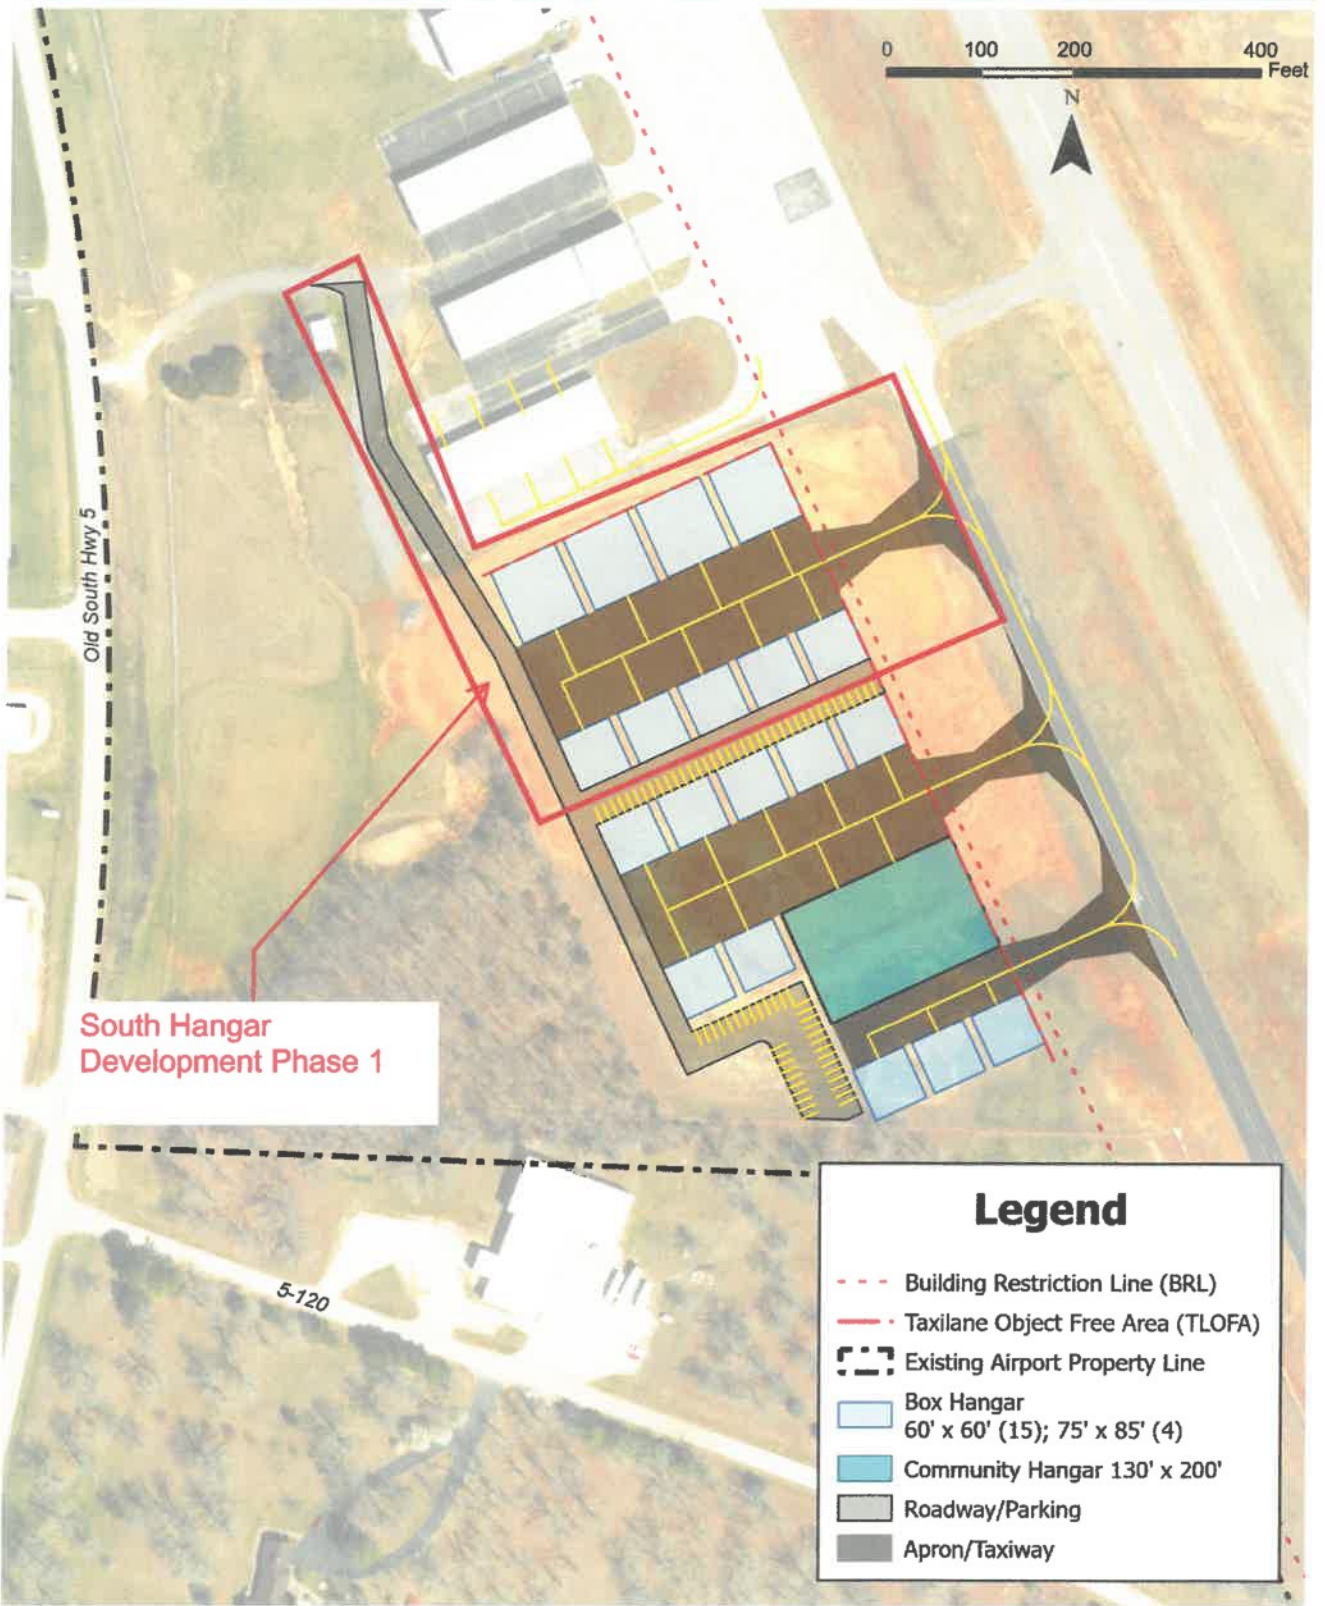 0 100 200 400
Feet
N
Old South Hwy 5
South Hangar
Development Phase 1
5-120
Legend
Building Restriction Line (BRL)
Taxilane Object Free Area (TLOFA)
Existing Airport Property Line
Box Hangar
60' x 60' (15); 75' x 85' (4)
Community Hangar 130' x 200'
Roadway/Parking
Apron/Taxiway